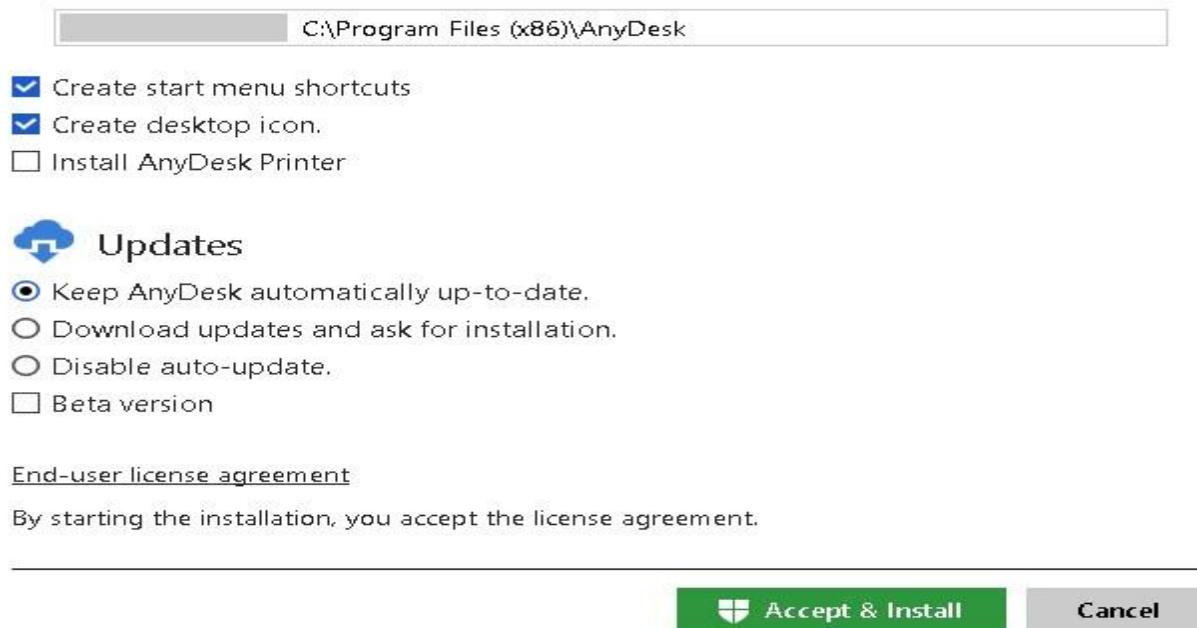 C:\Program Files (x86)\AnyDesk
Create start menu shortcuts
Create desktop icon.
Install AnyDesk Printer
Updates
Keep AnyDesk automatically up-to-date.
Download updates and ask for installation.
Disable auto-update.
Beta version
End-user license agreement
By starting the installation, you accept the license agreement.
Accept & Install Cancel